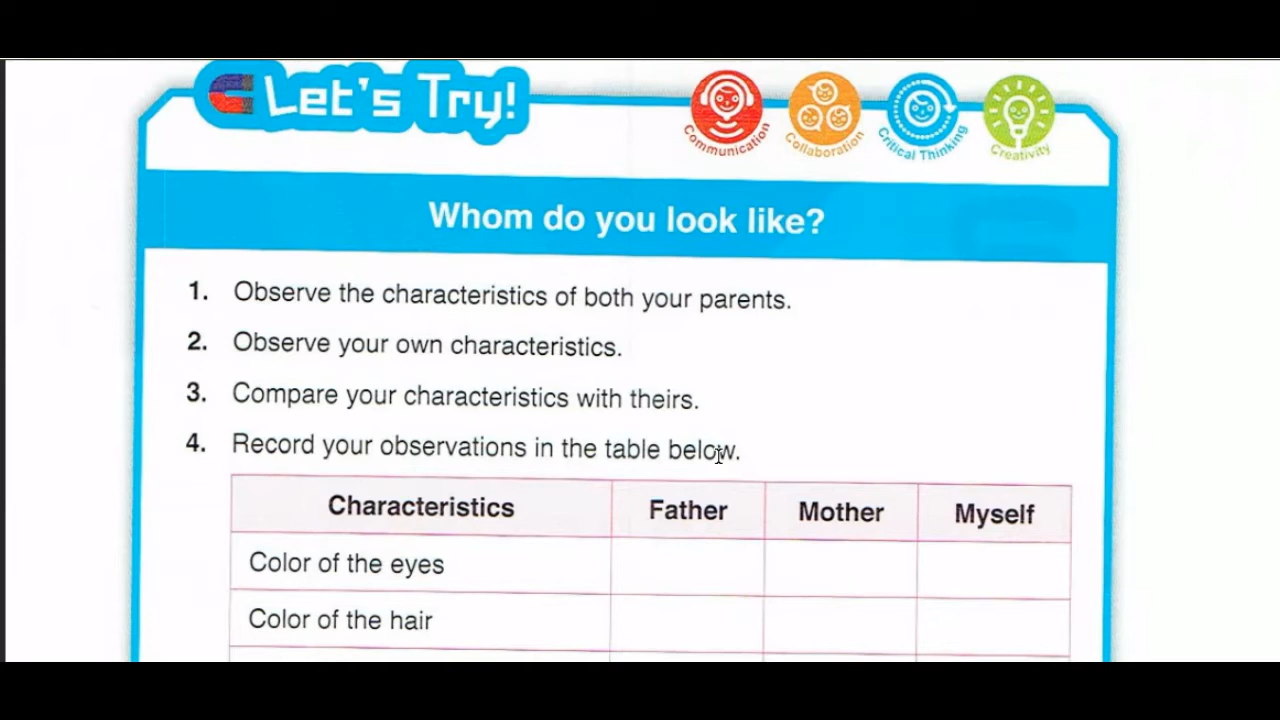 Let's Try!
Communication
Collaboration
Critical Thinking
Creativity
Whom do you look like?
1. Observe the characteristics of both your parents.
2. Observe your own characteristics.
3. Compare your characteristics with theirs.
4. Record your observations in the table below.
Characteristics Father Mother Myself
Color of the eyes
Color of the hair